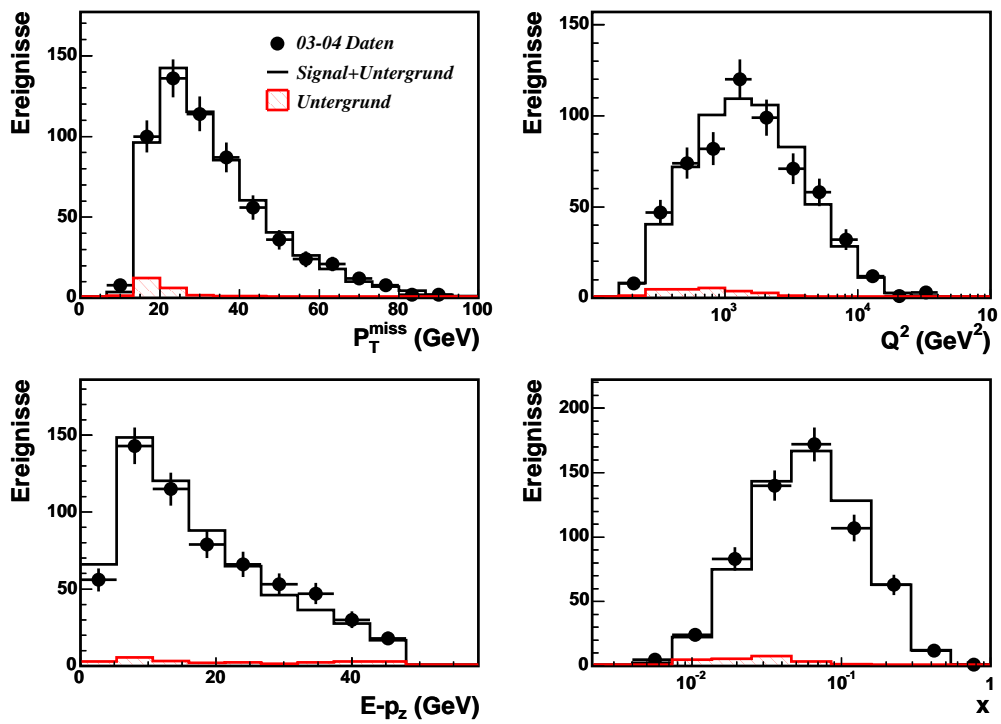 Ereignisse
150
100
50
0
03-04 Daten
Signal+Untergrund
Untergrund
0 20 40 60 80 100
P_T^miss (GeV)
Ereignisse
150
100
50
0
10^3 10^4 10
Q^2 (GeV^2)
Ereignisse
150
100
50
0
0 20 40
E-p_z (GeV)
Ereignisse
200
150
100
50
0
10^-2 10^-1 1
x